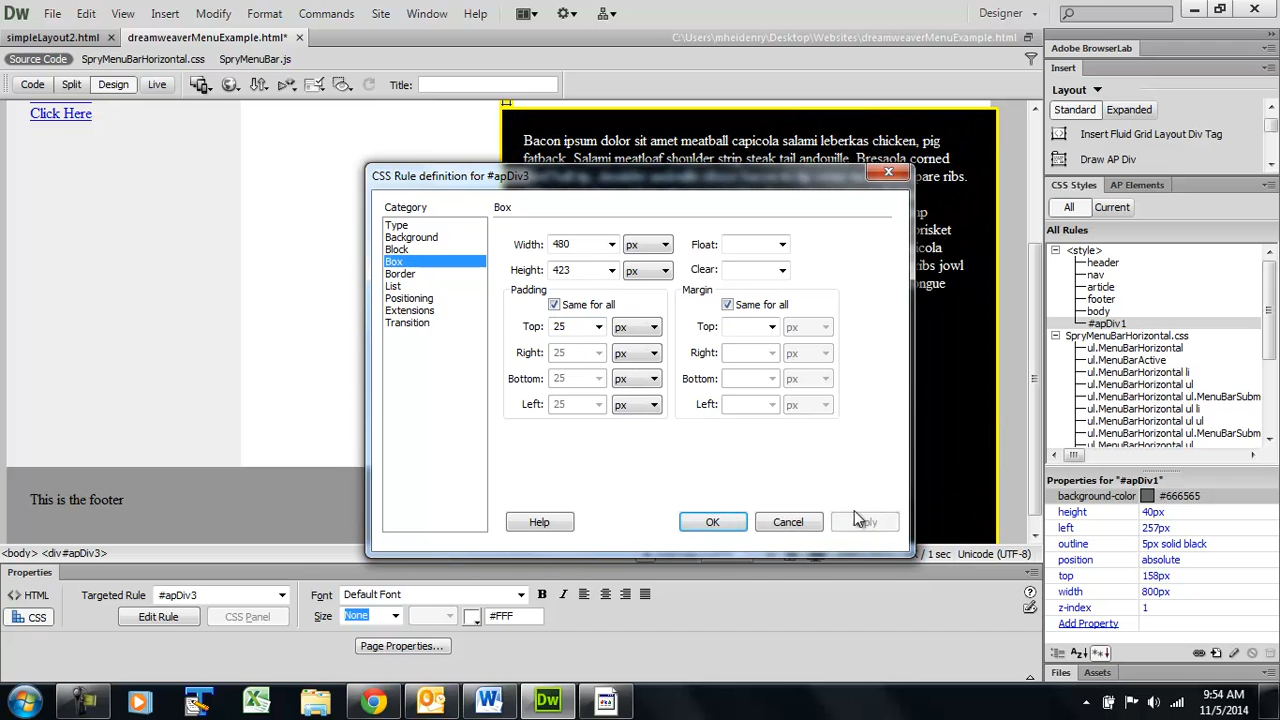 Dw File Edit View Insert Modify Format Commands Site Window Help Designer
simpleLayout2.html dreamweaverMenuExample.html* C:\Users\mheidenry\Desktop\Websites\dreamweaverMenuExample.html
Source Code SpryMenuBarHorizontal.css SpryMenuBar.js
Code Split Design Live Title:
Click Here
Bacon ipsum dolor sit amet meatball capicola salami leberkas chicken, pig
fatback. Salami meatloaf shoulder strip steak tail andouille. Bresaola corned
pare ribs.
brisket
ribs jowl
CSS Rule definition for #apDiv3
Category Box
Type
Background
Block
Box
Border
List
Positioning
Extensions
Transition
Width: 480 px Float:
Height: 423 px Clear:
Padding Margin
Same for all Same for all
Top: 25 px Top: px
Right: 25 px Right: px
Bottom: 25 px Bottom: px
Left: 25 px Left: px
Help OK Cancel
This is the footer
<body> <div#apDiv3> / 1 sec Unicode (UTF-8)
Properties
HTML Targeted Rule #apDiv3 Font Default Font B I
CSS Edit Rule CSS Panel Size None #FFF
Page Properties...
Adobe BrowserLab
Insert
Layout
Standard Expanded
Insert Fluid Grid Layout Div Tag
Draw AP Div
CSS Styles AP Elements
All Current
All Rules
<style>
header
nav
article
footer
body
#apDiv1
SpryMenuBarHorizontal.css
ul.MenuBarHorizontal
ul.MenuBarActive
ul.MenuBarHorizontal li
ul.MenuBarHorizontal ul
ul.MenuBarHorizontal ul.MenuBarSubm
ul.MenuBarHorizontal ul li
ul.MenuBarHorizontal ul ul
ul.MenuBarHorizontal ul.MenuBarSubm
ul.MenuBarHorizontal ul
Properties for "#apDiv1"
background-color #666565
height 40px
left 257px
outline 5px solid black
position absolute
top 158px
width 800px
z-index 1
Add Property
Files Assets
9:54 AM
11/5/2014